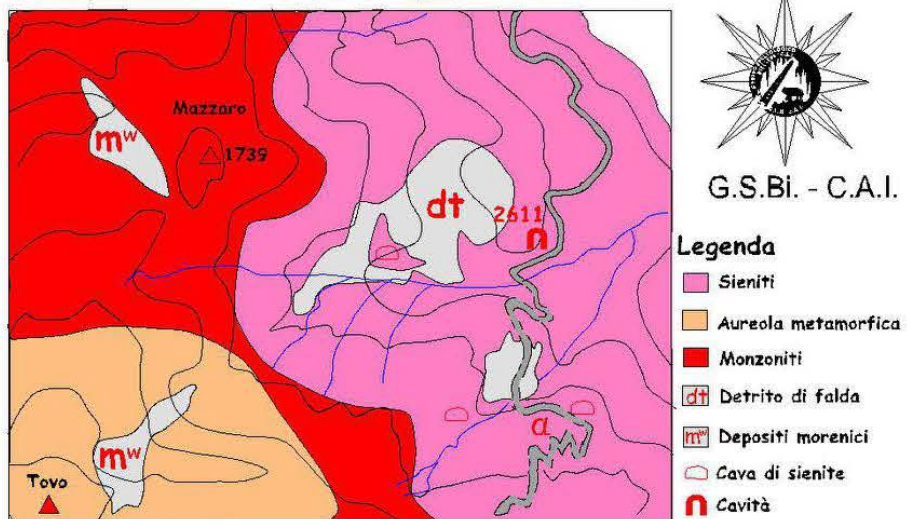 Mazzaro
1739
mʷ
dt
2611
α
mʷ
Tovo
G.S.Bi. - C.A.I.
Legenda
Sieniti
Aureola metamorfica
Monzoniti
dt Detrito di falda
mʷ Depositi morenici
Cava di sienite
Cavità